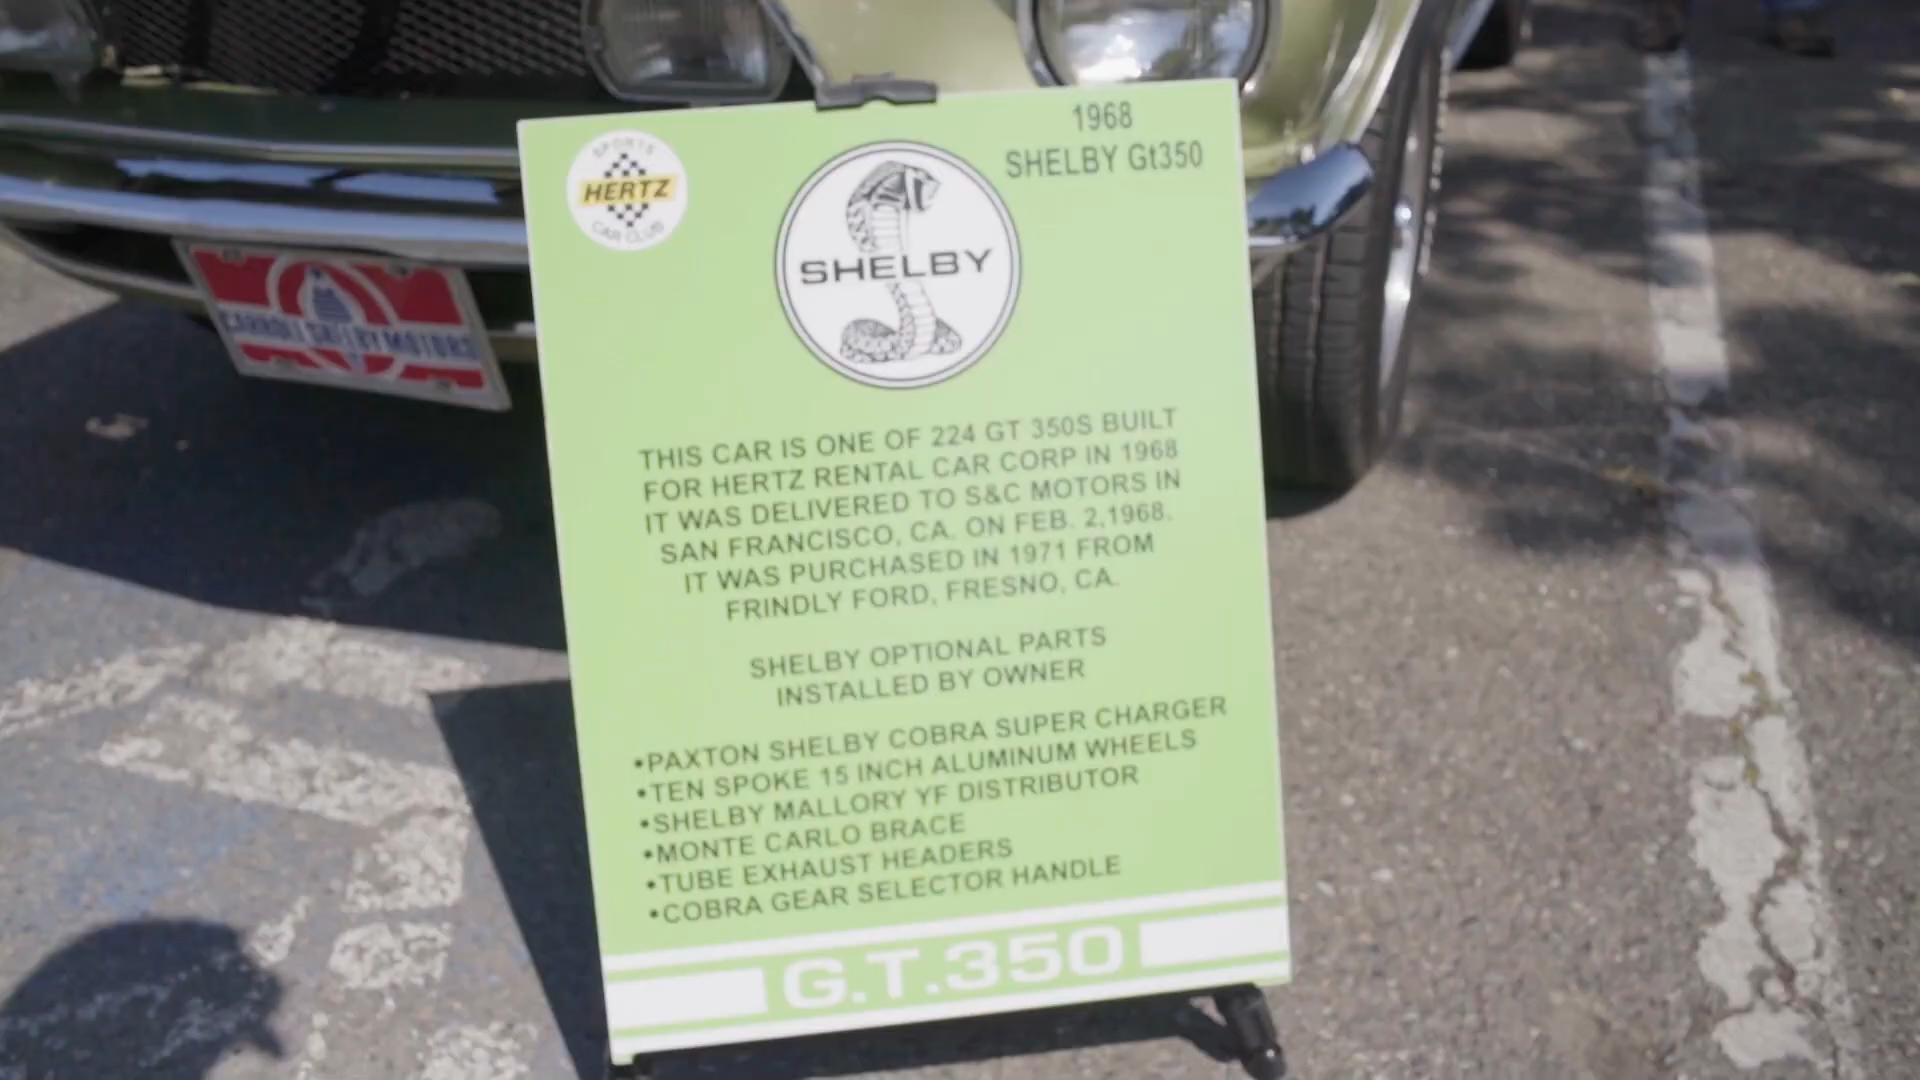 1968
SHELBY Gt350
SPORTS
HERTZ
CAR CLUB
SHELBY
CARROLL SHELBY MOTORS
THIS CAR IS ONE OF 224 GT 350S BUILT
FOR HERTZ RENTAL CAR CORP IN 1968
IT WAS DELIVERED TO S&C MOTORS IN
SAN FRANCISCO, CA. ON FEB. 2,1968.
IT WAS PURCHASED IN 1971 FROM
FRINDLY FORD, FRESNO, CA.
SHELBY OPTIONAL PARTS
INSTALLED BY OWNER
•PAXTON SHELBY COBRA SUPER CHARGER
•TEN SPOKE 15 INCH ALUMINUM WHEELS
•SHELBY MALLORY YF DISTRIBUTOR
•MONTE CARLO BRACE
•TUBE EXHAUST HEADERS
•COBRA GEAR SELECTOR HANDLE
G.T.350